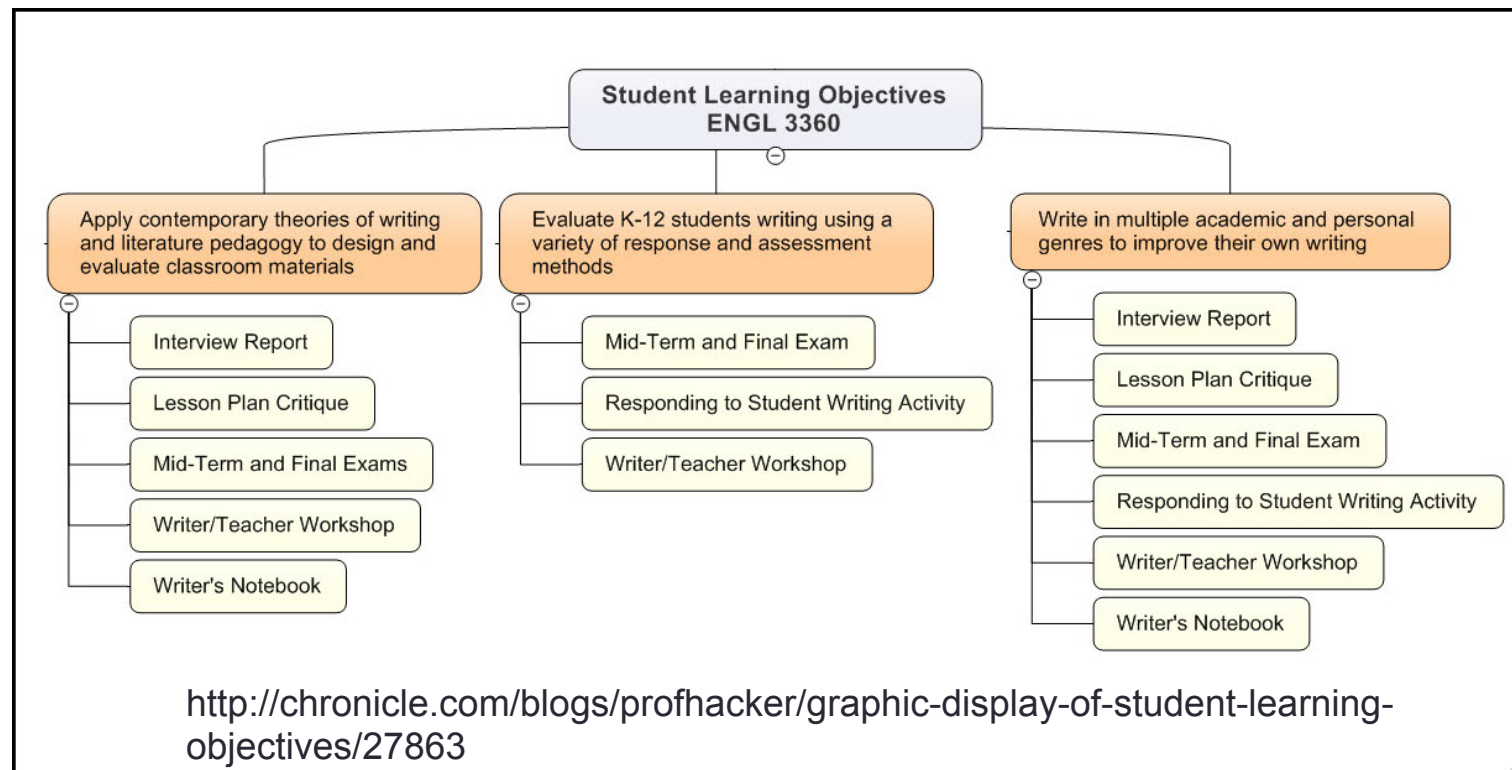 Student Learning Objectives
ENGL 3360
Apply contemporary theories of writing
and literature pedagogy to design and
evaluate classroom materials
Interview Report
Lesson Plan Critique
Mid-Term and Final Exams
Writer/Teacher Workshop
Writer's Notebook
Evaluate K-12 students writing using a
variety of response and assessment
methods
Mid-Term and Final Exam
Responding to Student Writing Activity
Writer/Teacher Workshop
Write in multiple academic and personal
genres to improve their own writing
Interview Report
Lesson Plan Critique
Mid-Term and Final Exam
Responding to Student Writing Activity
Writer/Teacher Workshop
Writer's Notebook
http://chronicle.com/blogs/profhacker/graphic-display-of-student-learning-
objectives/27863